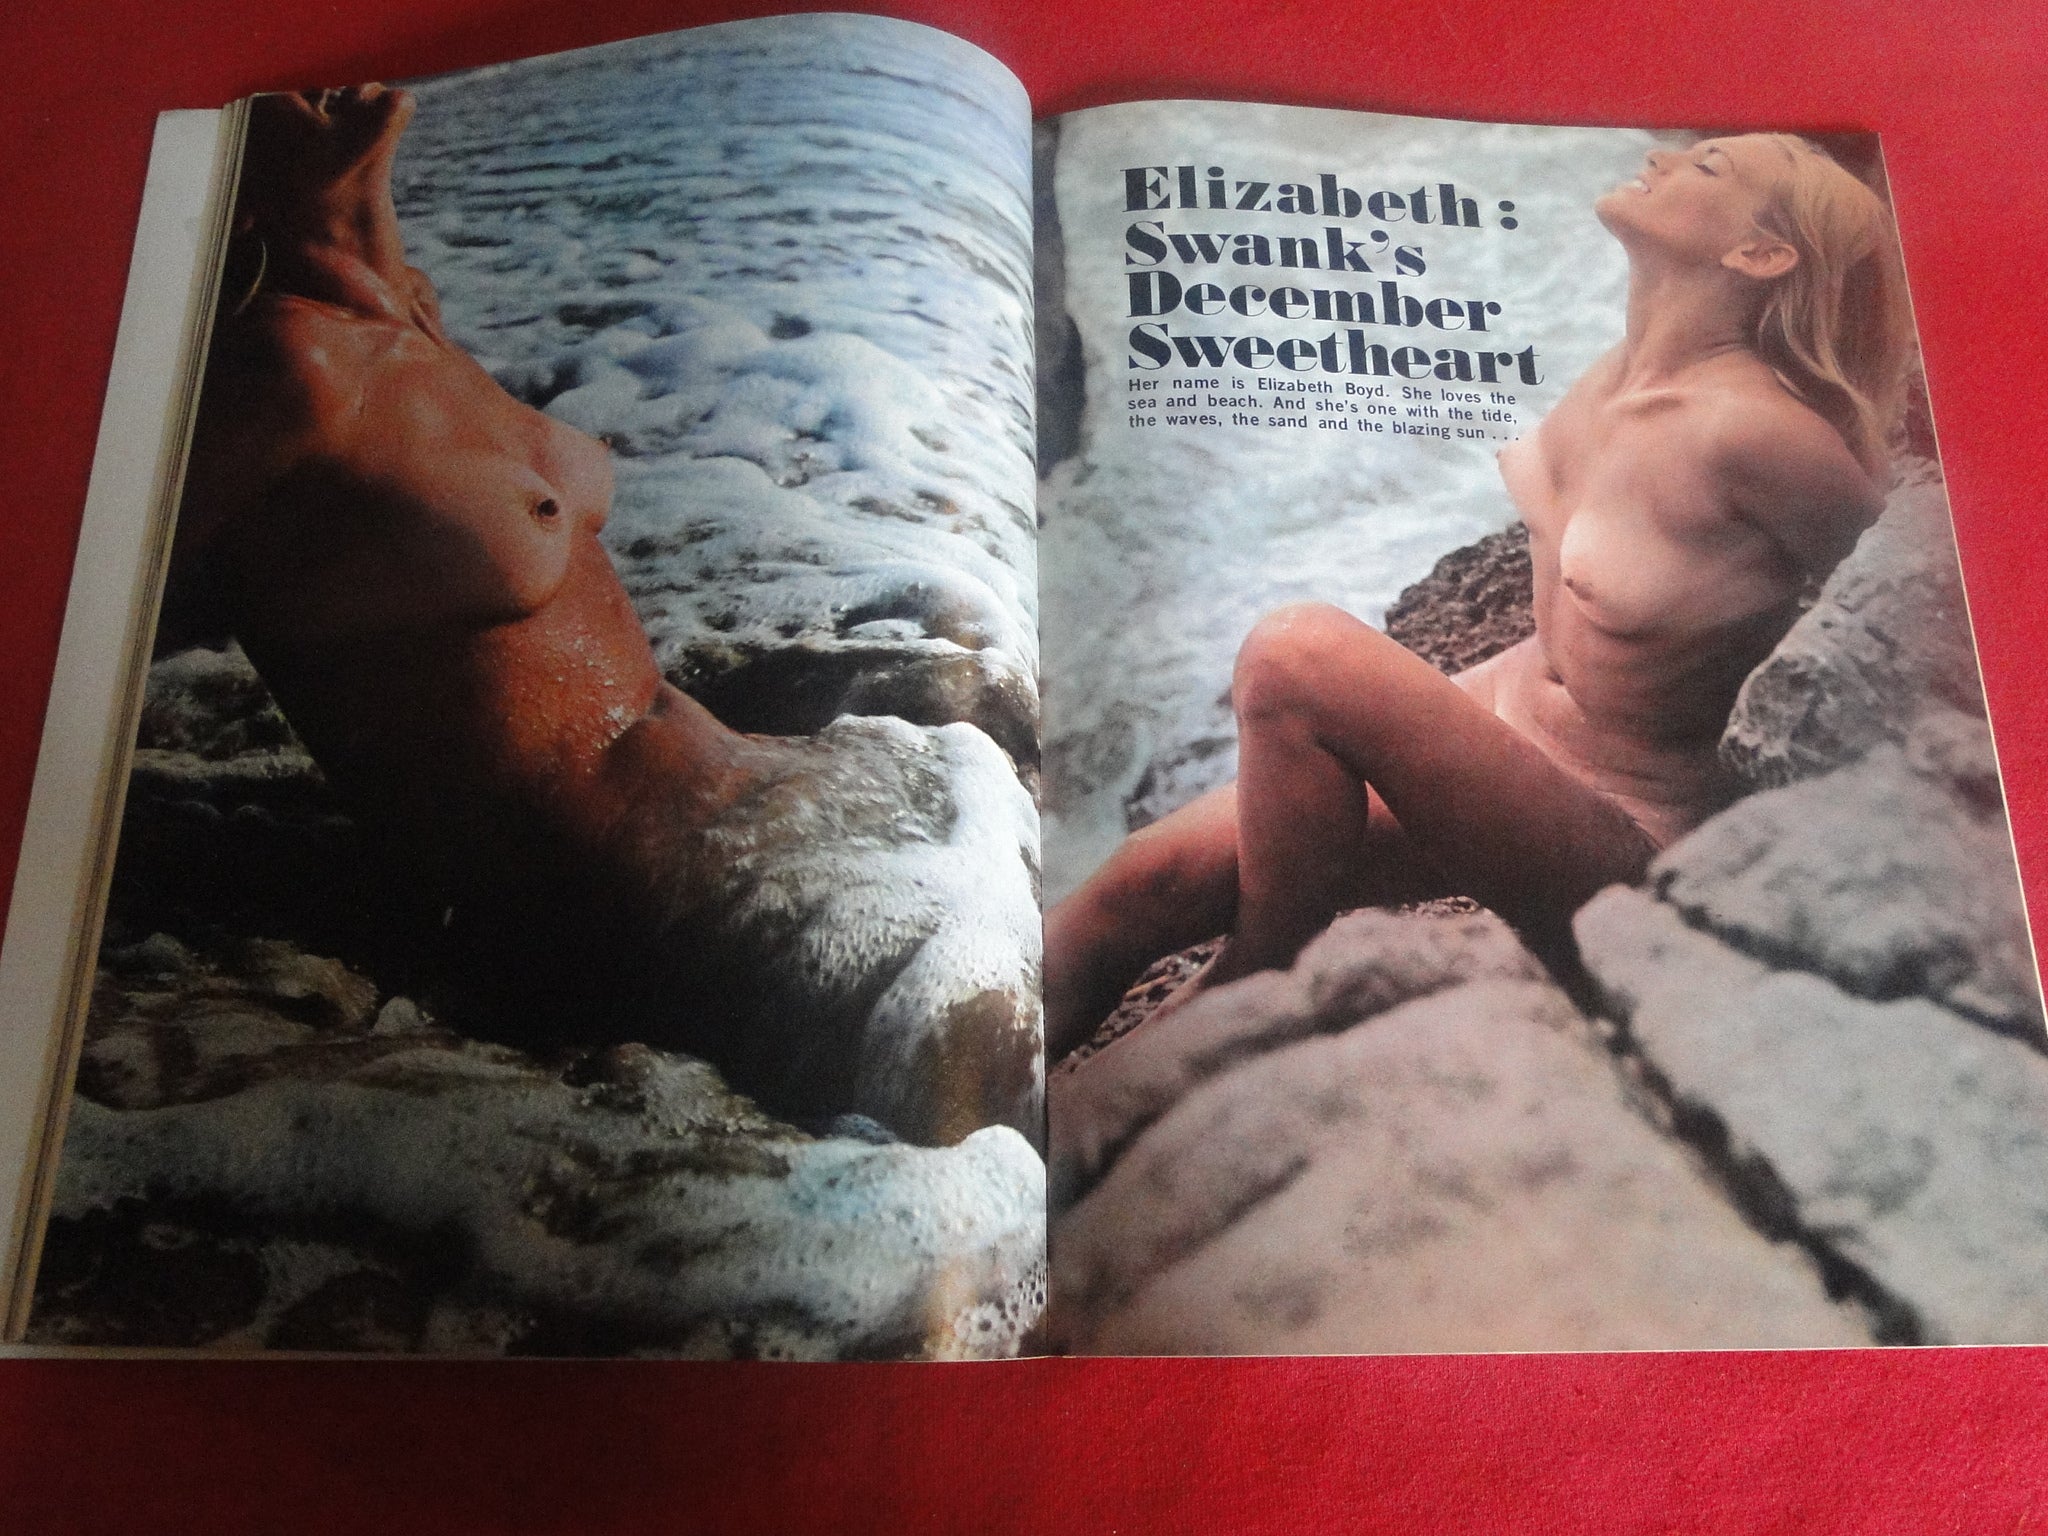 Elizabeth:
Swank's
December
Sweetheart
Her name is Elizabeth Boyd. She loves the
sea and beach. And she's one with the tide,
the waves, the sand and the blazing sun . . .